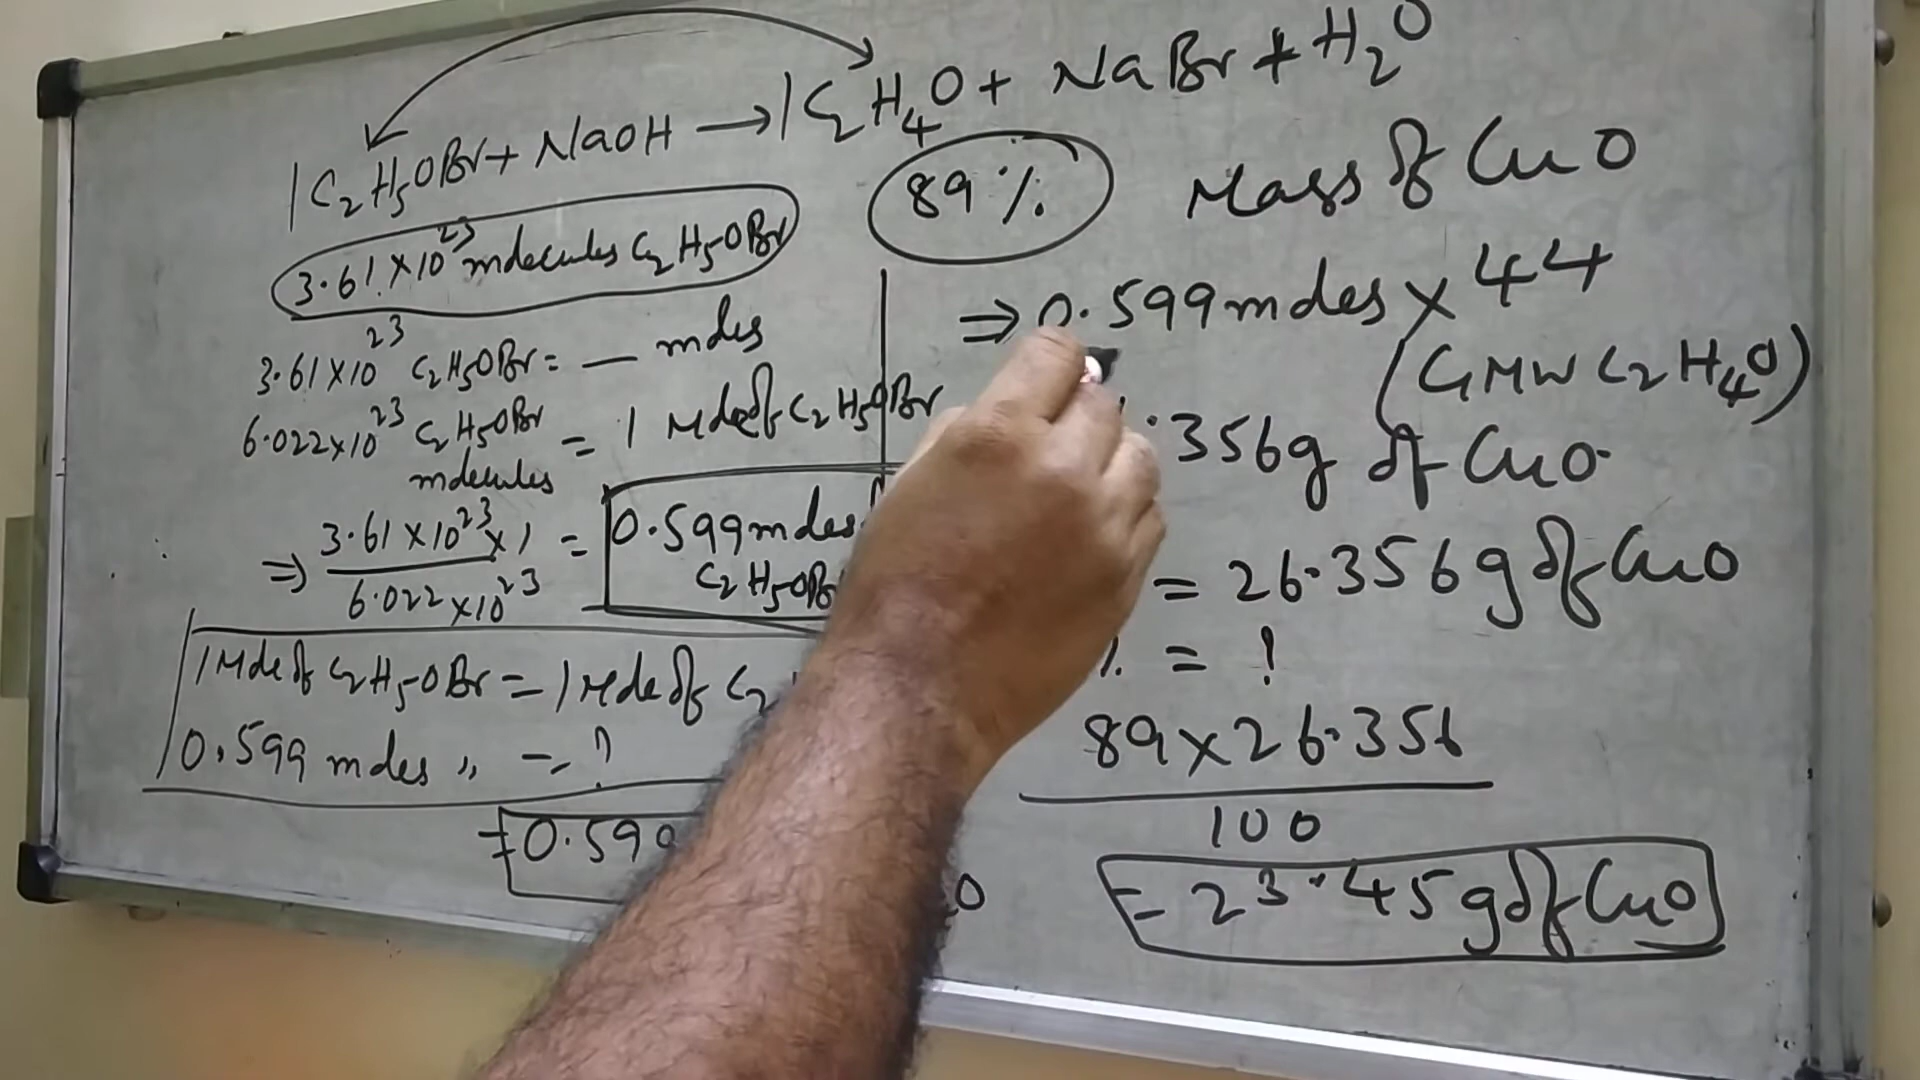 1C2H5OBr + NaOH → 1C2H4O + NaBr + H2O
3.61 × 10^23 molecules C2H5OBr
3.61 × 10^23 C2H5OBr = — moles
6.022 × 10^23 C2H5OBr = 1 Mole of C2H5OBr
molecules
⇒ 3.61 × 10^23 × 1 = 0.599 moles
6.022 × 10^23 C2H5OBr
1 Mole of C2H5OBr = 1 Mole of C2
0.599 moles ,, = ?
= 0.599
89 %
Mass of C2H4O
⇒ 0.599 moles × 44
(GMW C2H4O)
.356g of C2H4O
= 26.356g of C2H4O
% = ?
89 × 26.356
100
= 23.45g of C2H4O